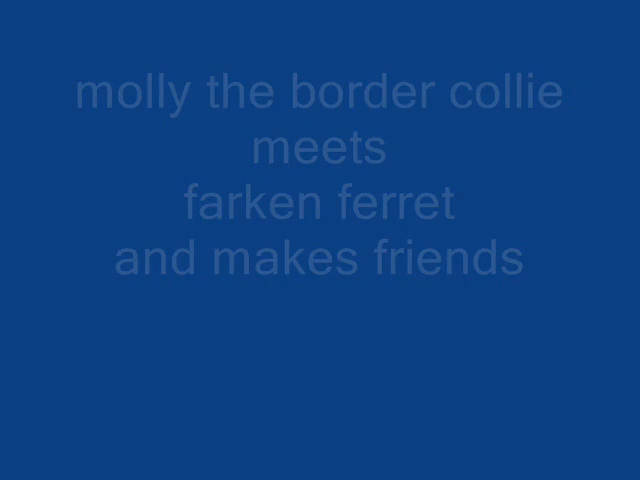 molly the border collie
meets
farken ferret
and makes friends